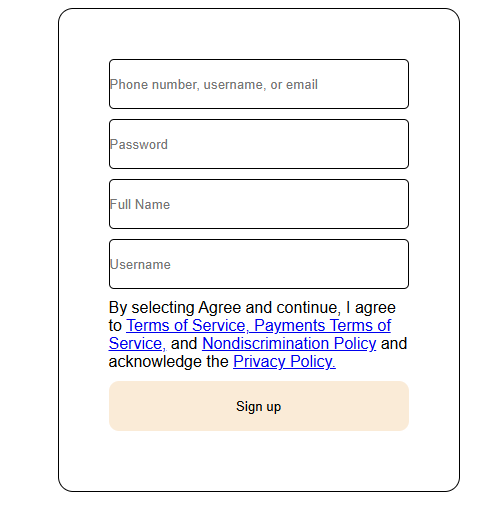 Phone number, username, or email
Password
Full Name
Username
By selecting Agree and continue, I agree
to Terms of Service, Payments Terms of
Service, and Nondiscrimination Policy and
acknowledge the Privacy Policy.
Sign up